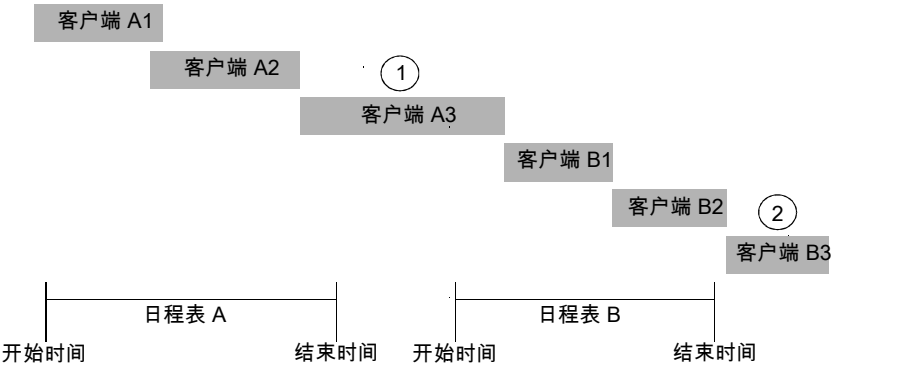 客户端 A1
客户端 A2
1
客户端 A3
客户端 B1
客户端 B2
2
客户端 B3
日程表 A
日程表 B
开始时间
结束时间
开始时间
结束时间